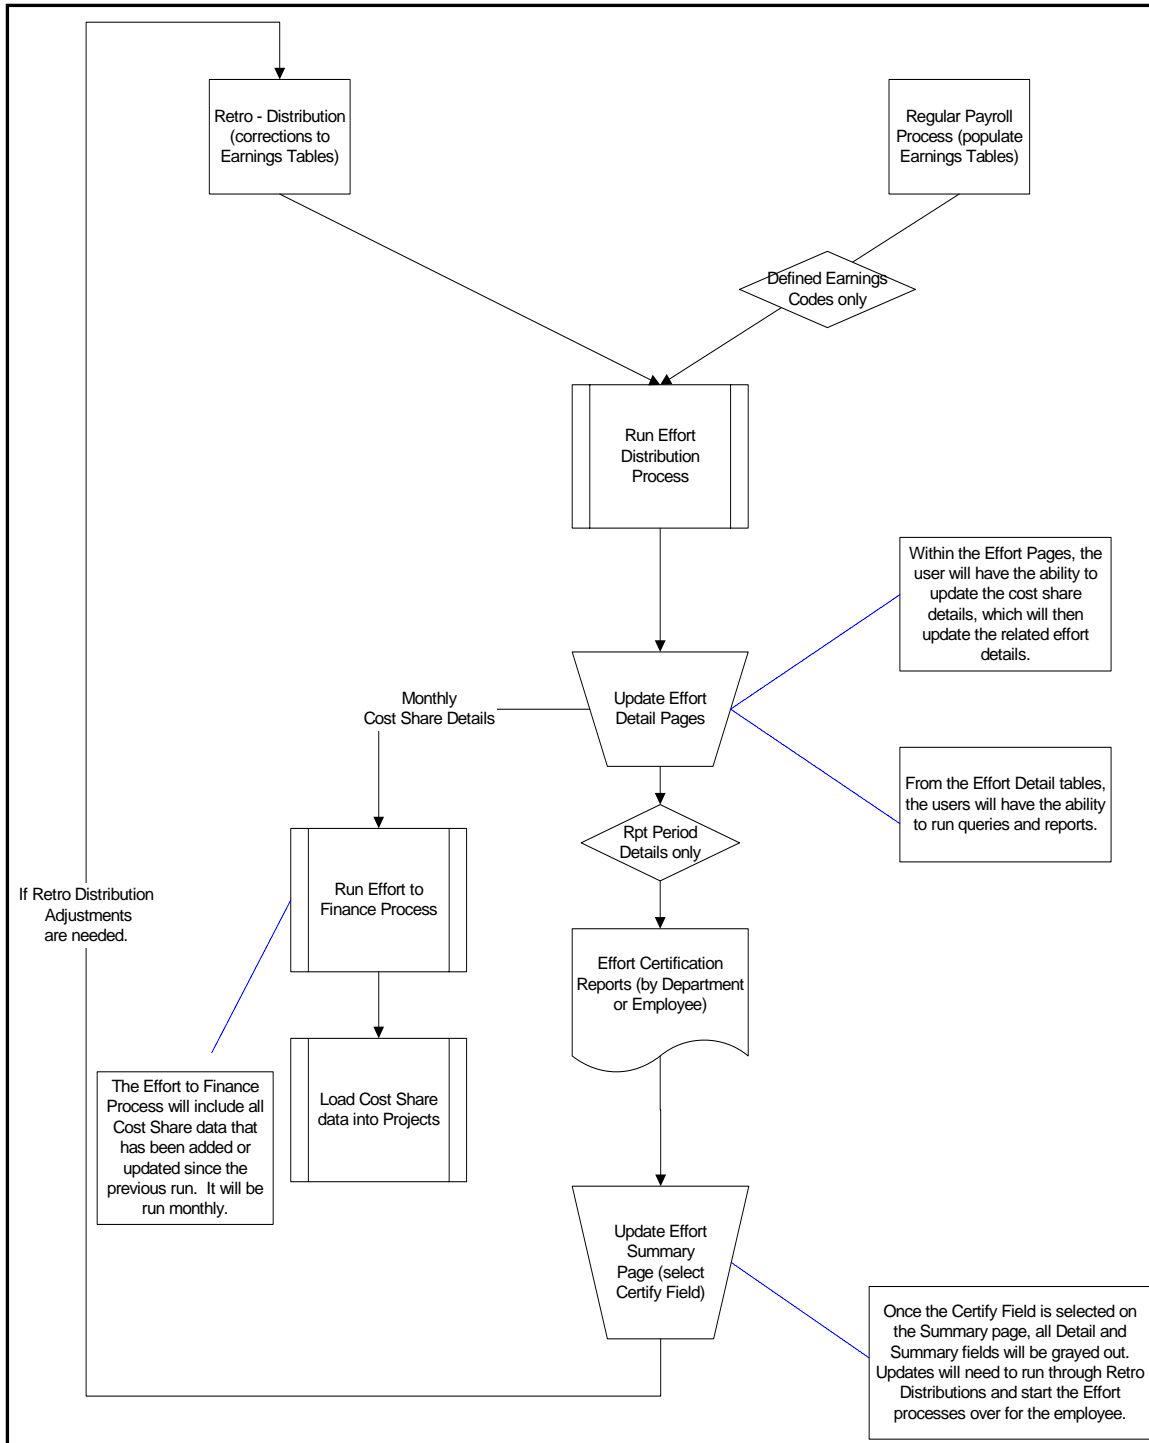 Retro - Distribution
(corrections to
Earnings Tables)
Regular Payroll
Process (populate
Earnings Tables)
Defined Earnings
Codes only
Run Effort
Distribution
Process
Within the Effort Pages, the
user will have the ability to
update the cost share
details, which will then
update the related effort
details.
Update Effort
Detail Pages
Monthly
Cost Share Details
From the Effort Detail tables,
the users will have the ability
to run queries and reports.
Rpt Period
Details only
Run Effort to
Finance Process
If Retro Distribution
Adjustments
are needed.
Effort Certification
Reports (by Department
or Employee)
Load Cost Share
data into Projects
The Effort to Finance
Process will include all
Cost Share data that
has been added or
updated since the
previous run.  It will be
run monthly.
Update Effort
Summary
Page (select
Certify Field)
Once the Certify Field is selected on
the Summary page, all Detail and
Summary fields will be grayed out.
Updates will need to run through Retro
Distributions and start the Effort
processes over for the employee.